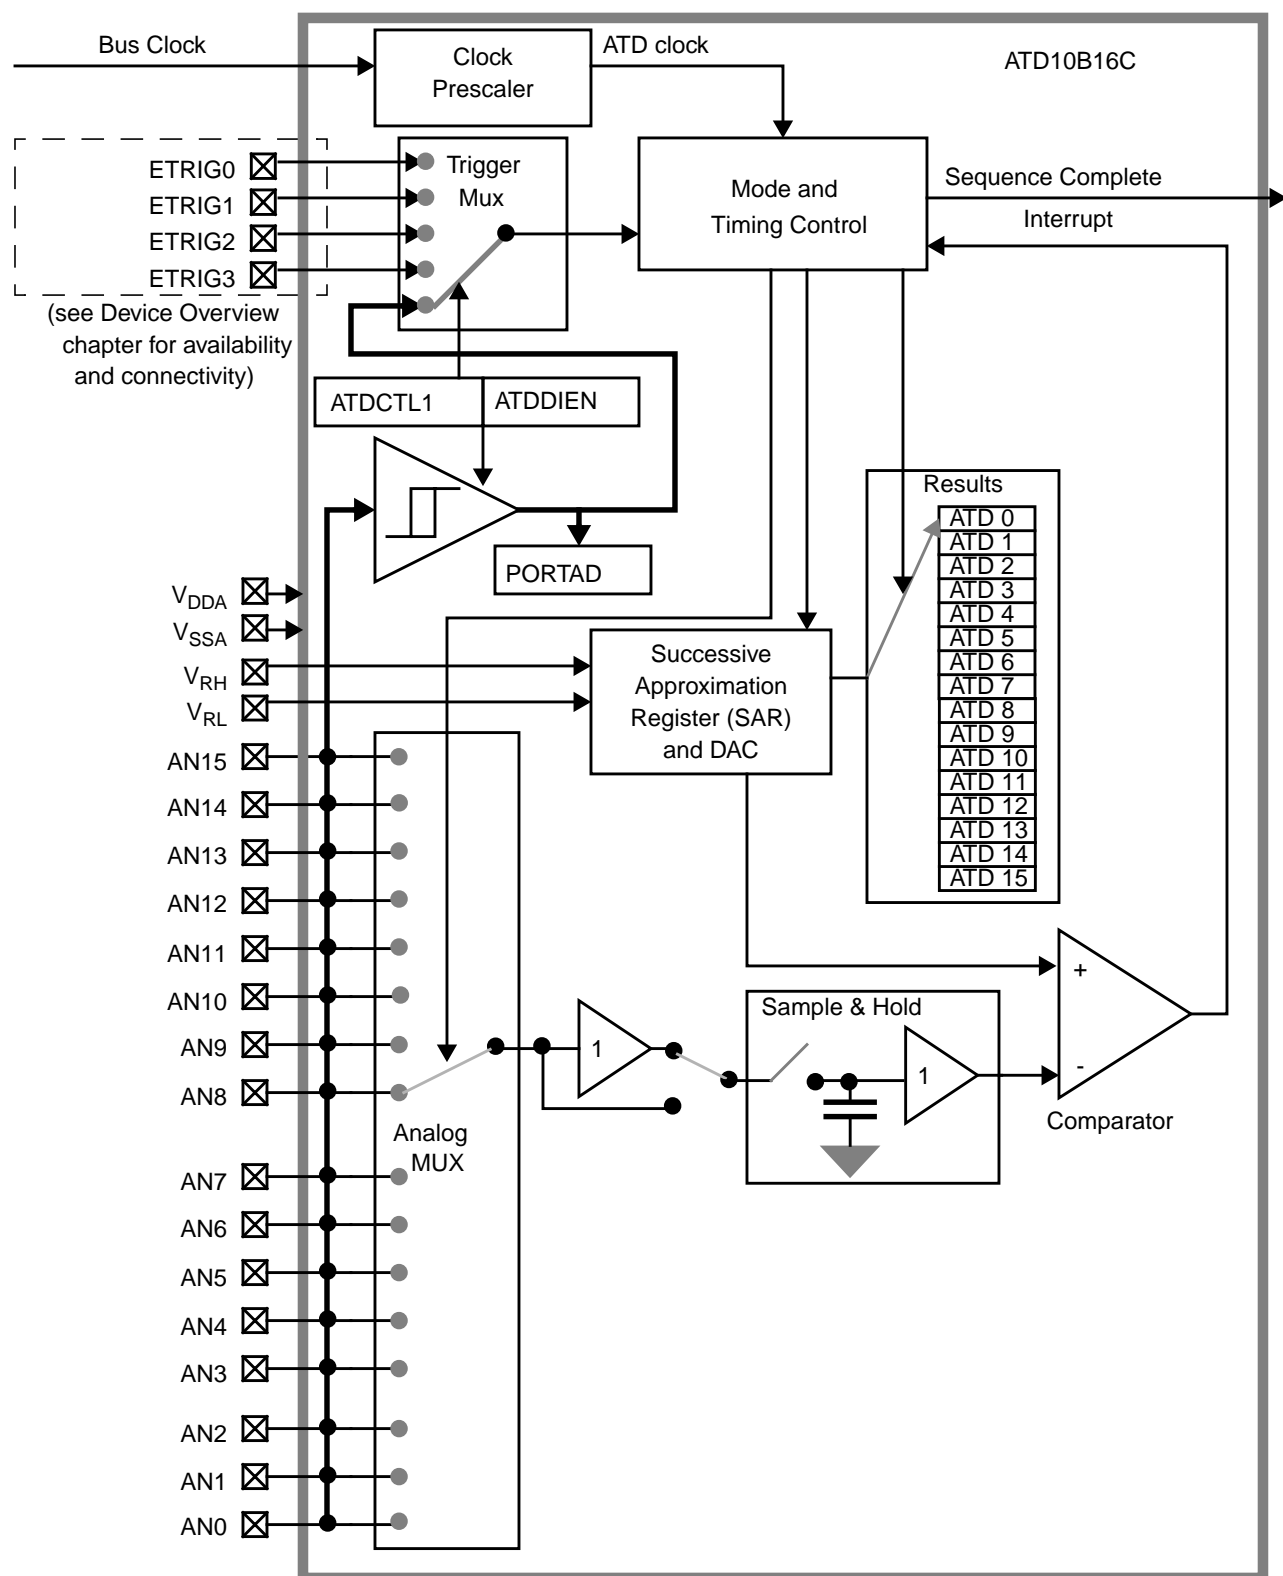 Bus Clock
Clock
Prescaler
ATD clock
ATD10B16C
ETRIG0
ETRIG1
ETRIG2
ETRIG3
(see Device Overview
chapter for availability
and connectivity)
Trigger
Mux
Mode and
Timing Control
Sequence Complete
Interrupt
ATDCTL1
ATDDIEN
PORTAD
Results
ATD 0
ATD 1
ATD 2
ATD 3
ATD 4
ATD 5
ATD 6
ATD 7
ATD 8
ATD 9
ATD 10
ATD 11
ATD 12
ATD 13
ATD 14
ATD 15
VDDA
VSSA
VRH
VRL
Successive
Approximation
Register (SAR)
and DAC
AN15
AN14
AN13
AN12
AN11
AN10
AN9
AN8
AN7
AN6
AN5
AN4
AN3
AN2
AN1
AN0
Analog
MUX
1
Sample & Hold
1
+
-
Comparator